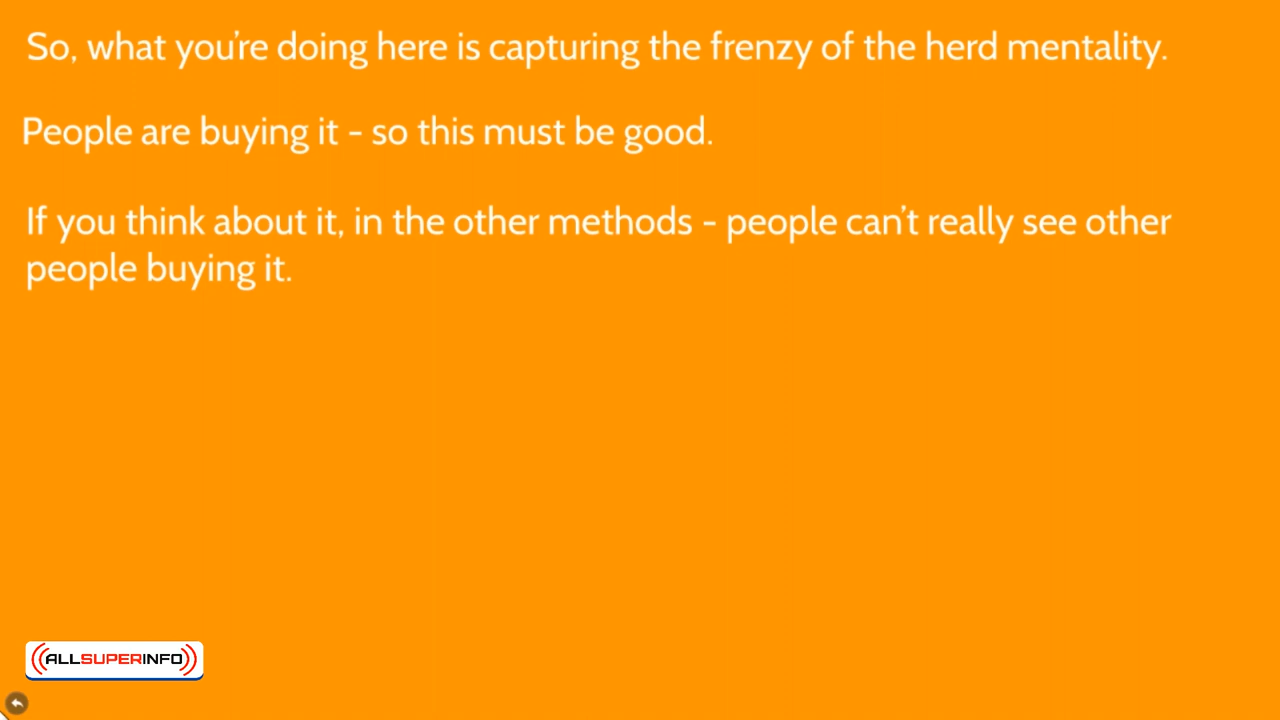 So, what you're doing here is capturing the frenzy of the herd mentality.
People are buying it - so this must be good.
If you think about it, in the other methods - people can't really see other
people buying it.
ALLSUPERINFO